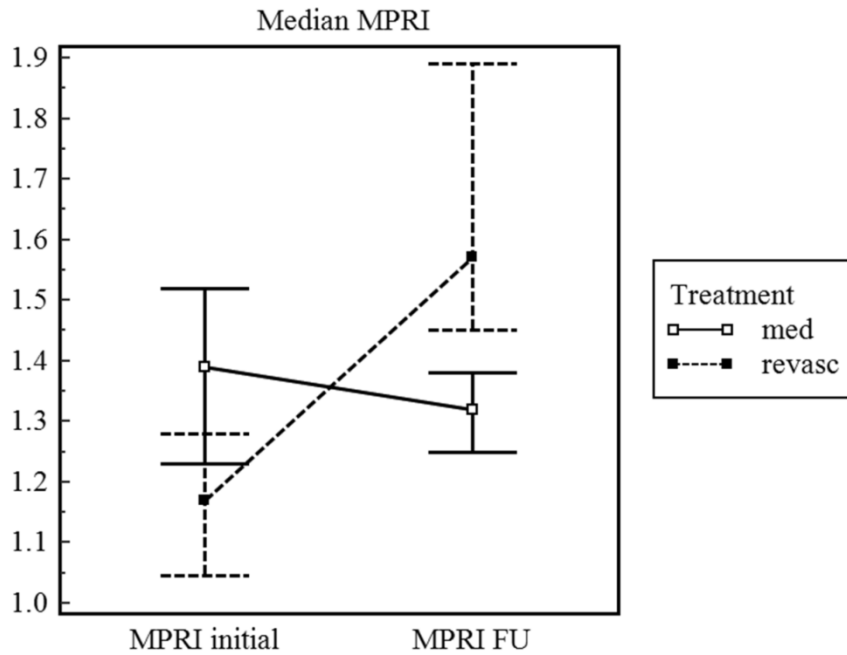 Median MPRI
1.9
1.8
1.7
1.6
1.5
1.4
1.3
1.2
1.1
1.0
MPRI initial
MPRI FU
Treatment
med
revasc